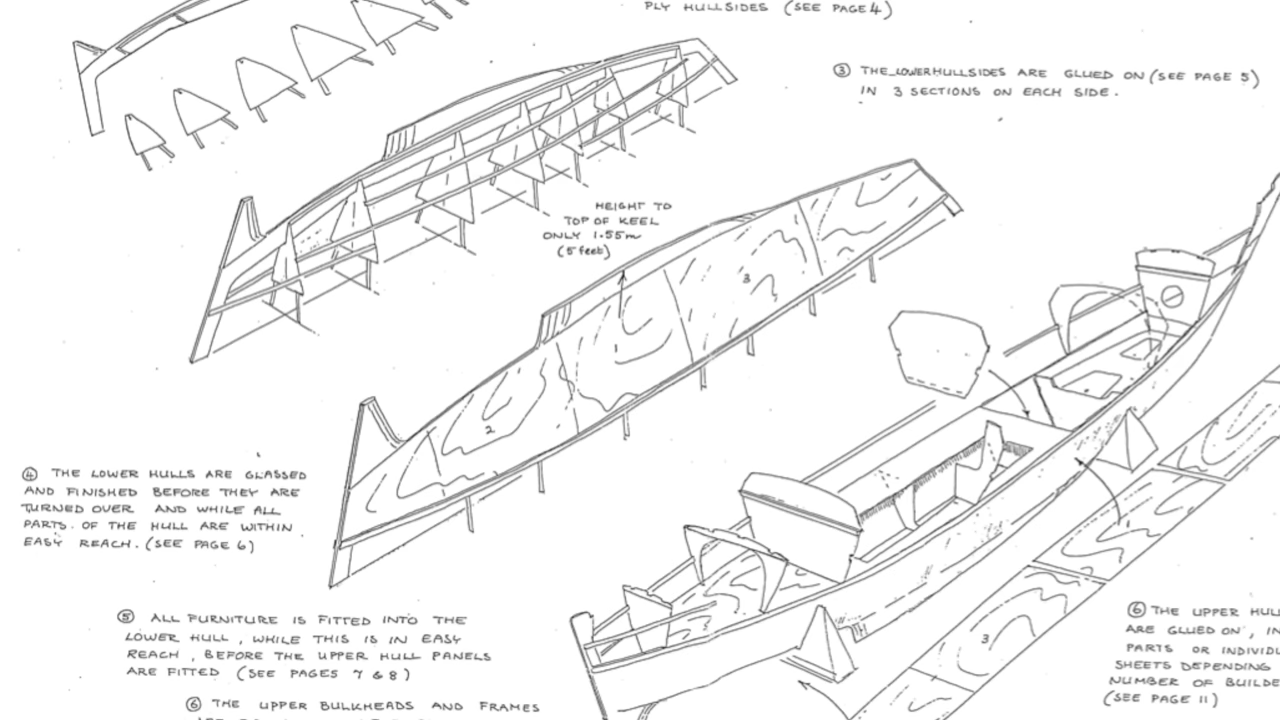 PLY HULLSIDES (SEE PAGE 4)
③ THE LOWER HULLSIDES ARE GLUED ON (SEE PAGE 5)
IN 3 SECTIONS ON EACH SIDE.
HEIGHT TO
TOP OF KEEL
ONLY 1.55m
(5 feet)
3
1
2
④ THE LOWER HULLS ARE GLASSED
AND FINISHED BEFORE THEY ARE
TURNED OVER AND WHILE ALL
PARTS OF THE HULL ARE WITHIN
EASY REACH. (SEE PAGE 6)
⑤ ALL FURNITURE IS FITTED INTO THE
LOWER HULL, WHILE THIS IS IN EASY
REACH, BEFORE THE UPPER HULL PANELS
ARE FITTED (SEE PAGES 7 & 8)
⑥ THE UPPER BULKHEADS AND FRAMES
1
3
⑥ THE UPPER HUL
ARE GLUED ON, IN
PARTS OR INDIVIDU
SHEETS DEPENDING
NUMBER OF BUILDE
(SEE PAGE 11)